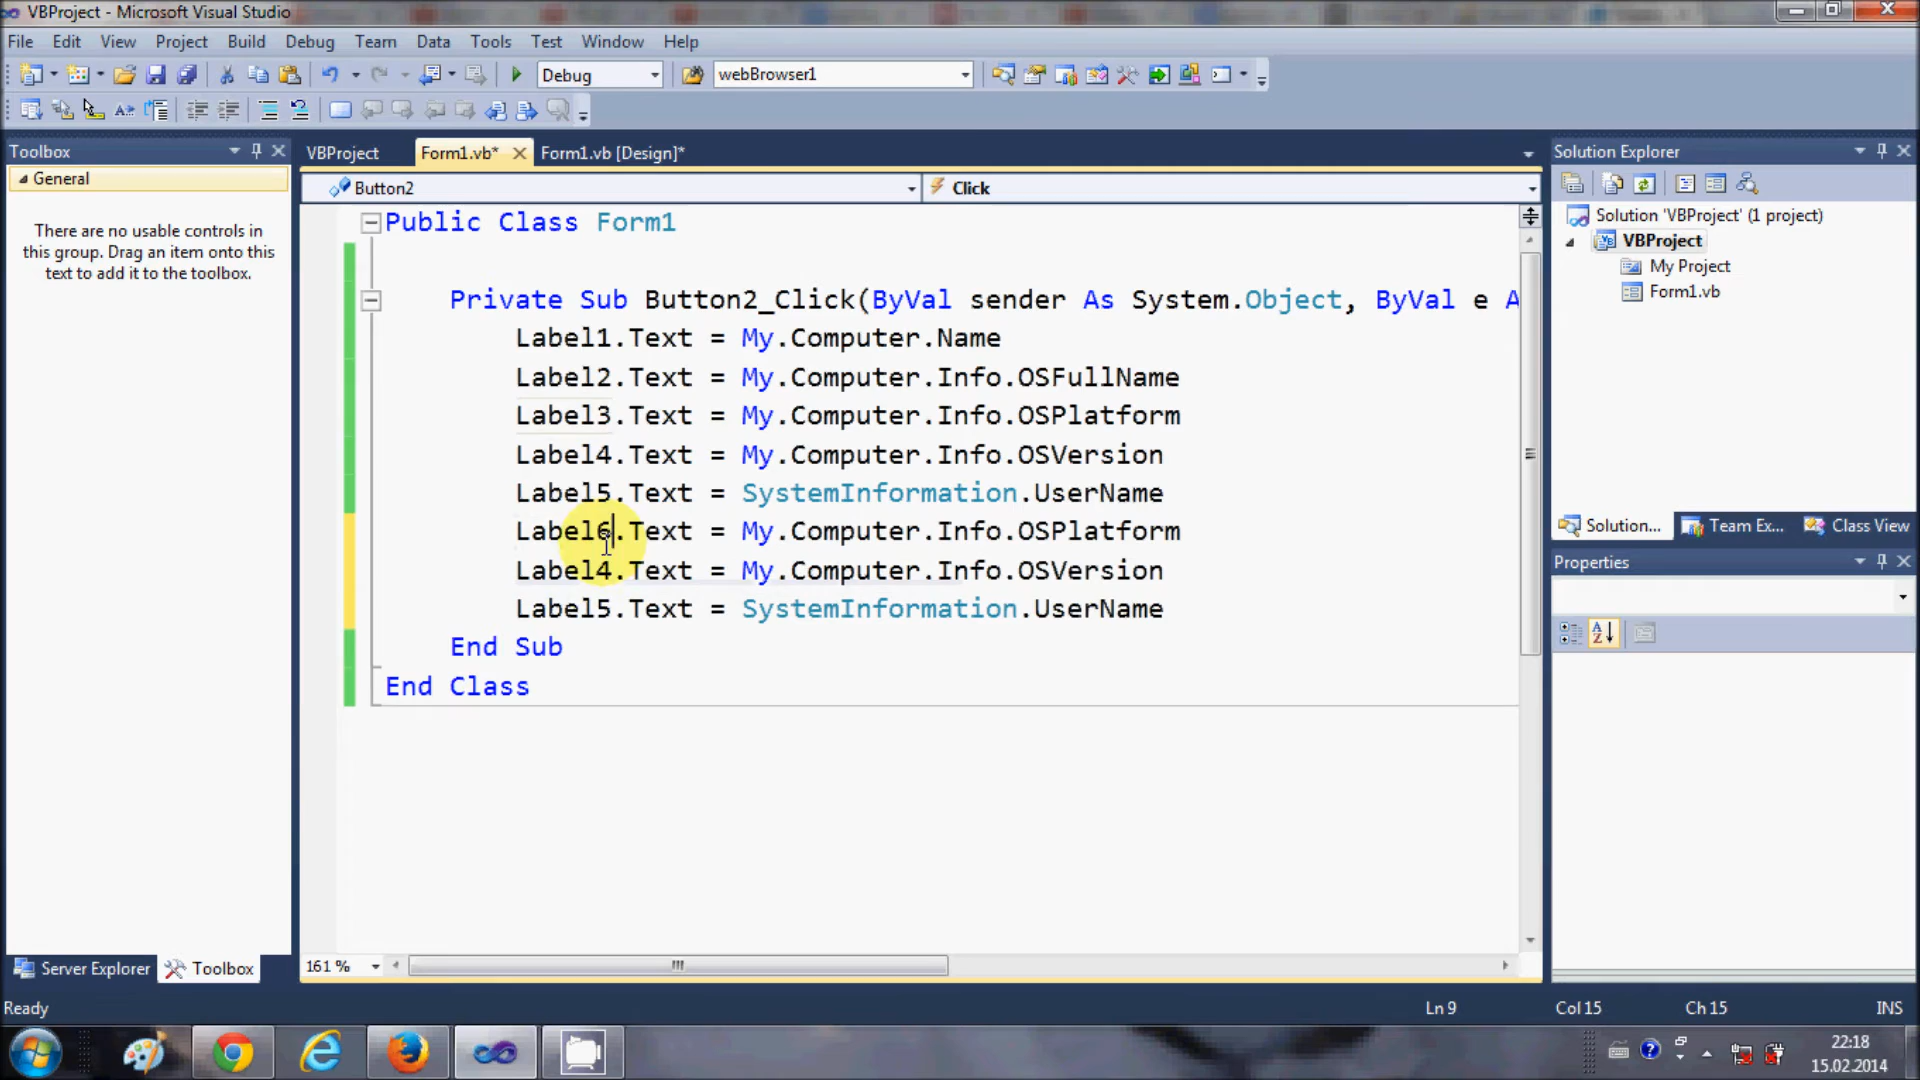 VBProject - Microsoft Visual Studio
File Edit View Project Build Debug Team Data Tools Test Window Help
Debug webBrowser1
Toolbox
General
There are no usable controls in
this group. Drag an item onto this
text to add it to the toolbox.
Server Explorer Toolbox
VBProject Form1.vb* Form1.vb [Design]*
Button2 Click
Public Class Form1
Private Sub Button2_Click(ByVal sender As System.Object, ByVal e A
Label1.Text = My.Computer.Name
Label2.Text = My.Computer.Info.OSFullName
Label3.Text = My.Computer.Info.OSPlatform
Label4.Text = My.Computer.Info.OSVersion
Label5.Text = SystemInformation.UserName
Label6.Text = My.Computer.Info.OSPlatform
Label4.Text = My.Computer.Info.OSVersion
Label5.Text = SystemInformation.UserName
End Sub
End Class
161 %
Solution Explorer
Solution 'VBProject' (1 project)
VBProject
My Project
Form1.vb
Solution... Team Ex... Class View
Properties
Ready Ln 9 Col 15 Ch 15 INS
22:18
15.02.2014